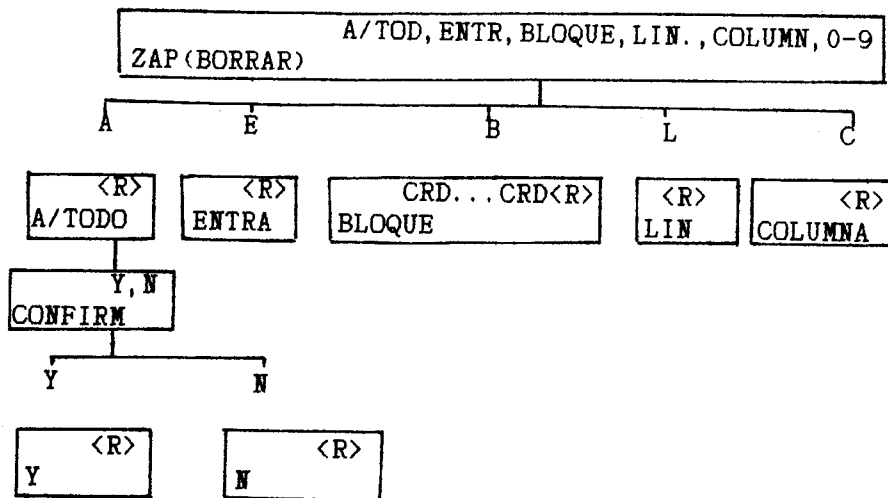 A/TOD,ENTR,BLOQUE,LIN.,COLUMN,0-9
ZAP(BORRAR)
A E B L C
<R> <R> CRD...CRD<R> <R> <R>
A/TODO ENTRA BLOQUE LIN COLUMNA
Y,N
CONFIRM
Y N
<R> <R>
Y N